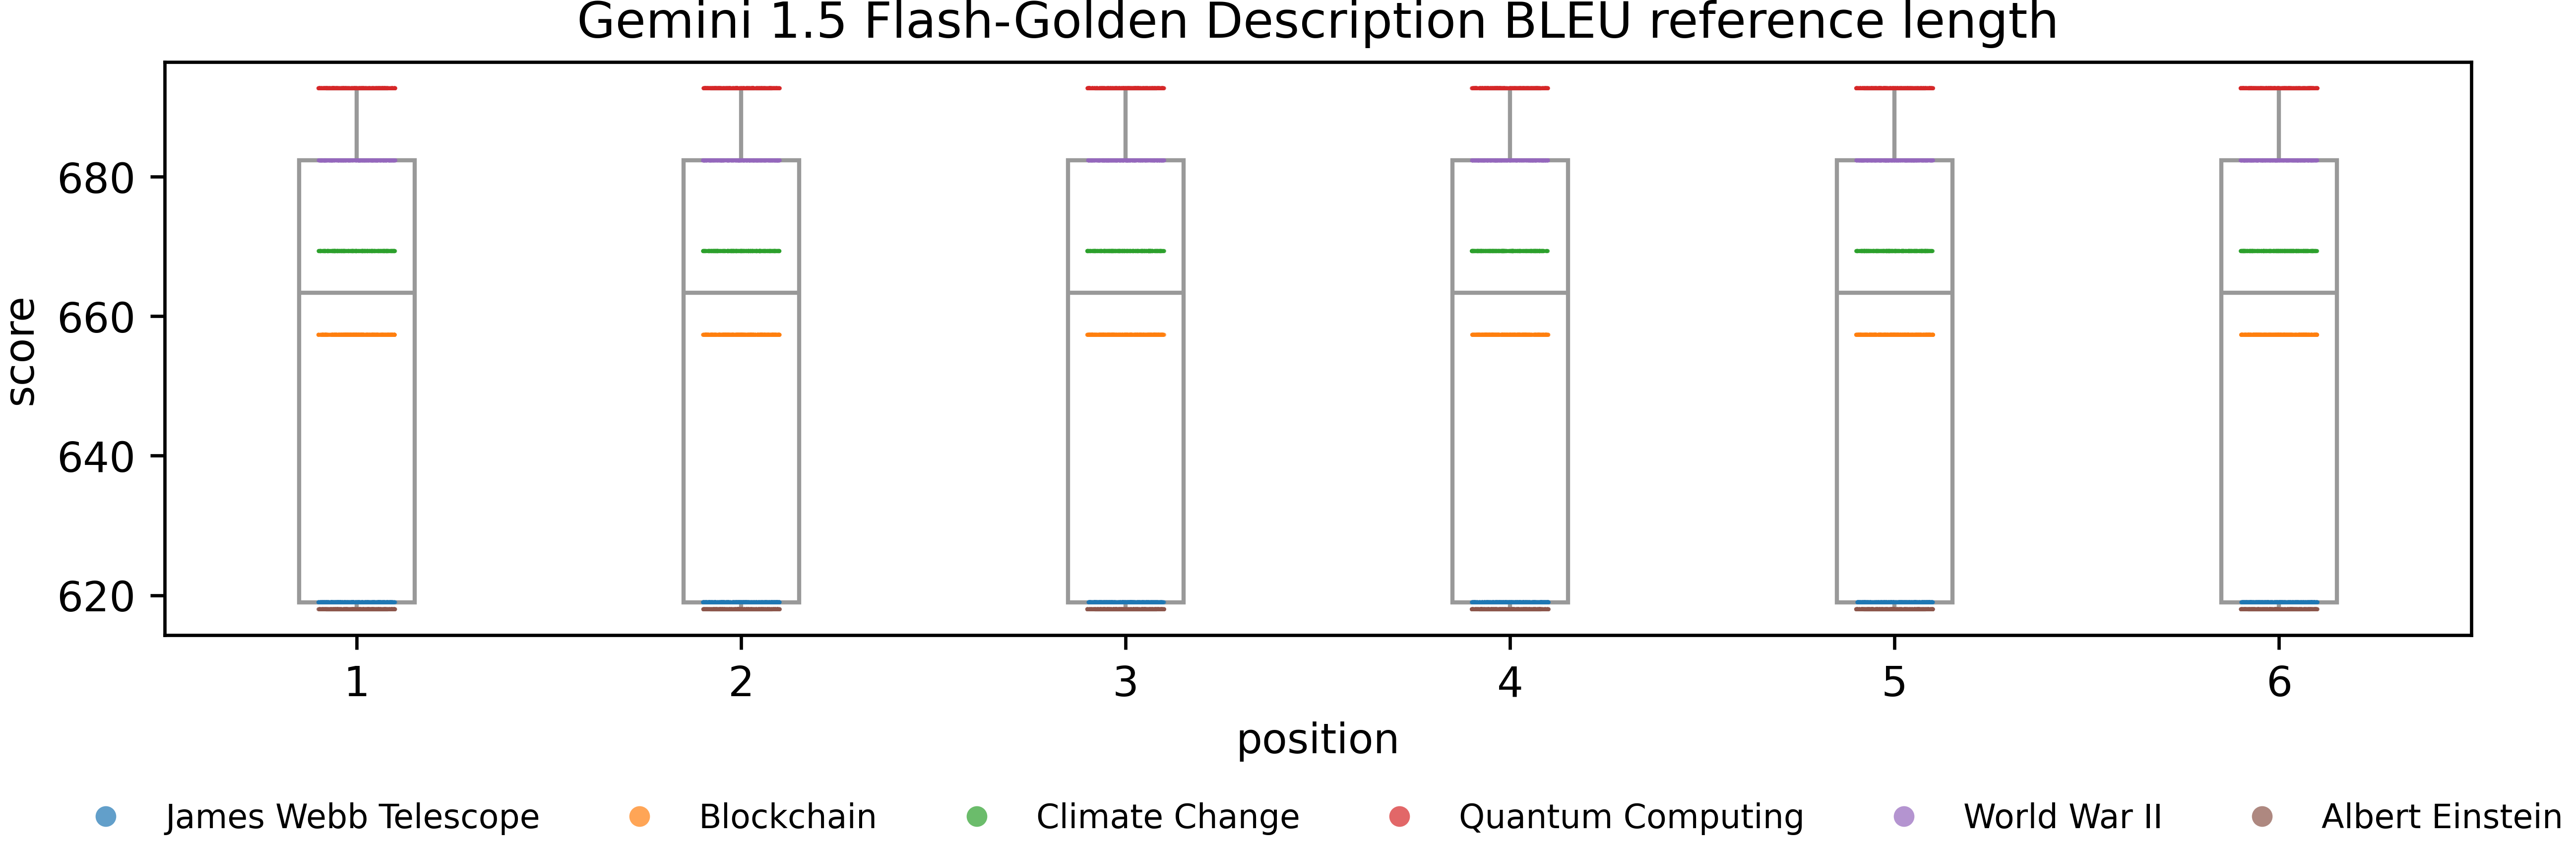 Gemini 1.5 Flash-Golden Description BLEU reference length
score
680
660
640
620
1 2 3 4 5 6
position
James Webb Telescope Blockchain Climate Change Quantum Computing World War II Albert Einstein